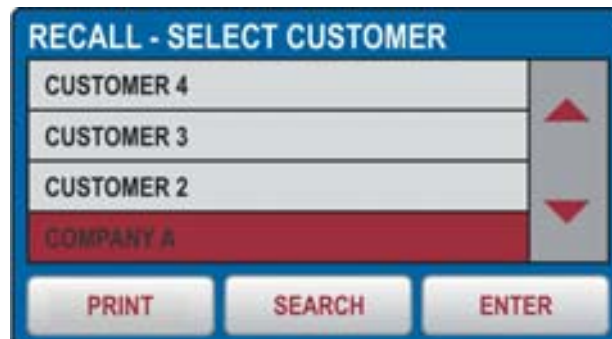 RECALL - SELECT CUSTOMER
CUSTOMER 4
CUSTOMER 3
CUSTOMER 2
COMPANY A
PRINT SEARCH ENTER